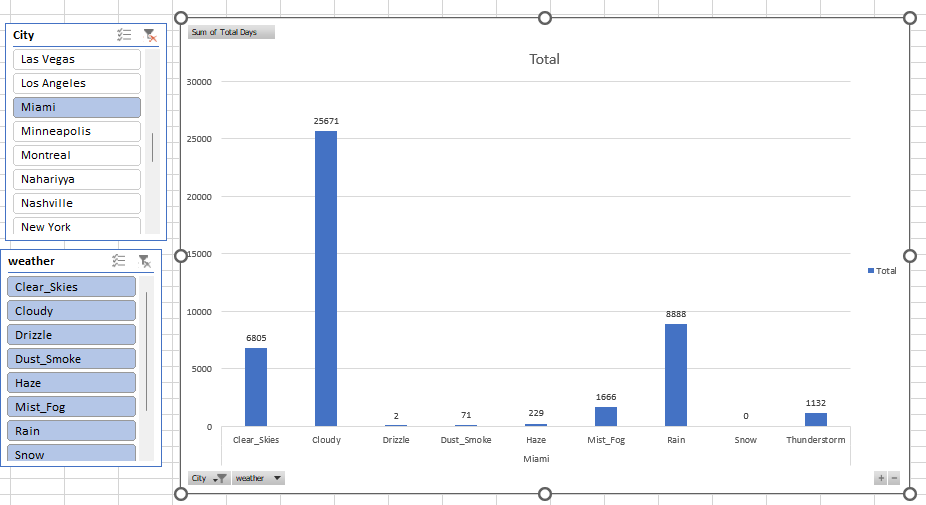 City
Las Vegas
Los Angeles
Miami
Minneapolis
Montreal
Nahariyya
Nashville
New York
weather
Clear_Skies
Cloudy
Drizzle
Dust_Smoke
Haze
Mist_Fog
Rain
Snow
Sum of Total Days
Total
30000
25000
20000
15000
10000
5000
0
6805
25671
2
71
229
1666
8888
0
1132
Clear_Skies
Cloudy
Drizzle
Dust_Smoke
Haze
Mist_Fog
Rain
Snow
Thunderstorm
Miami
Total
City
weather
+ −